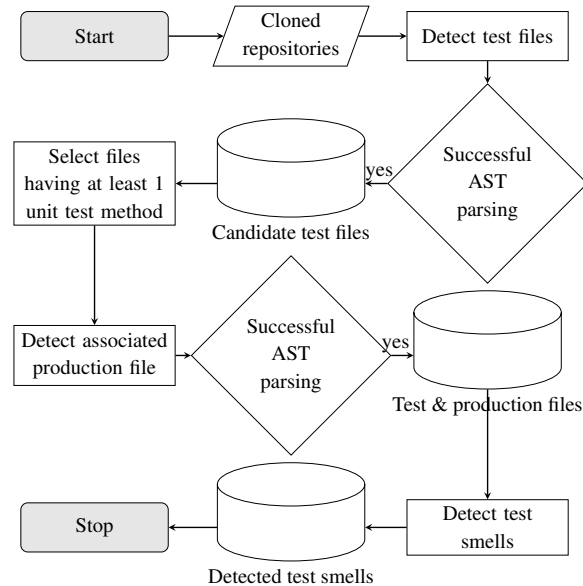 Start
Cloned
repositories
Detect test files
Successful
AST
parsing
yes
Candidate test files
Select files
having at least 1
unit test method
Detect associated
production file
Successful
AST
parsing
yes
Test & production files
Detect test
smells
Detected test smells
Stop